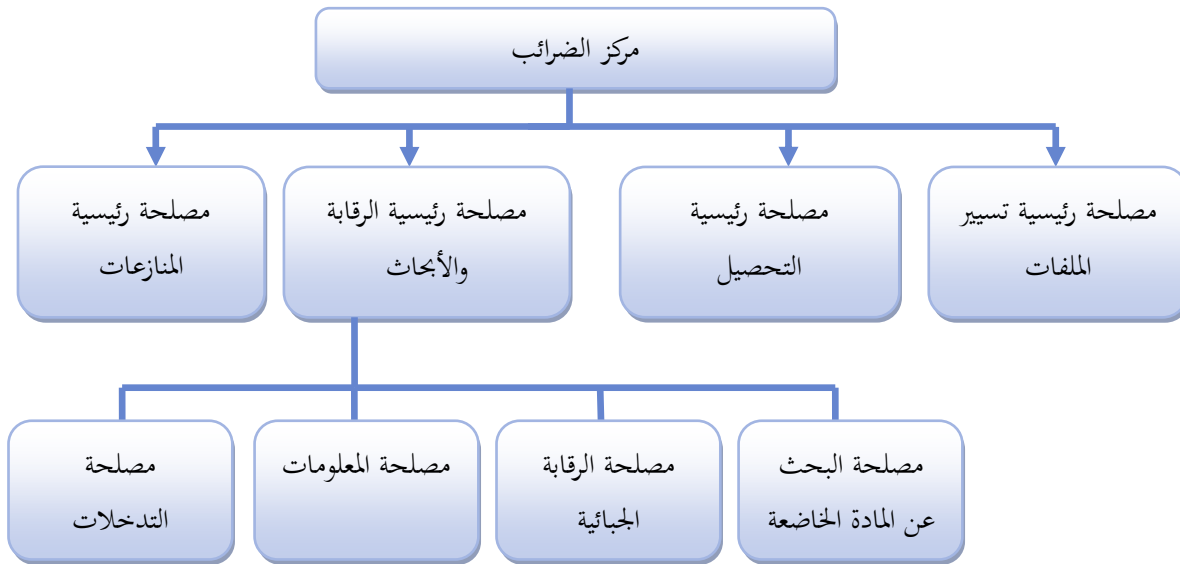 مركز الضرائب
مصلحة رئيسية تسيير
الملفات
مصلحة رئيسية
التحصيل
مصلحة رئيسية الرقابة
والأبحاث
مصلحة رئيسية
المنازعات
مصلحة البحث
عن المادة الخاضعة
مصلحة الرقابة
الجبائية
مصلحة المعلومات
مصلحة
التدخلات